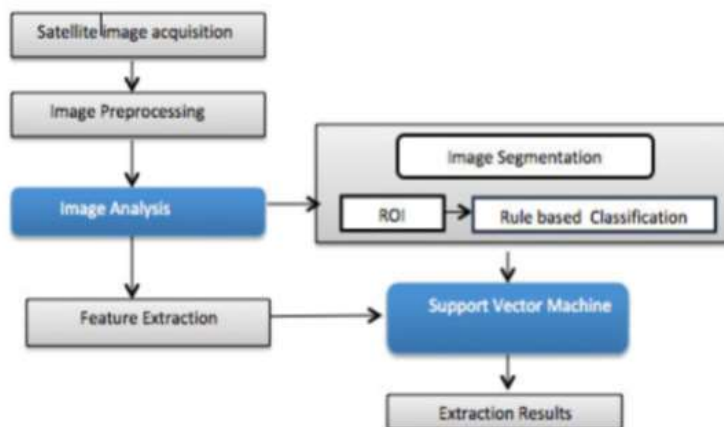 Satellite image acquisition
Image Preprocessing
Image Segmentation
Image Analysis
ROI
Rule based Classification
Feature Extraction
Support Vector Machine
Extraction Results